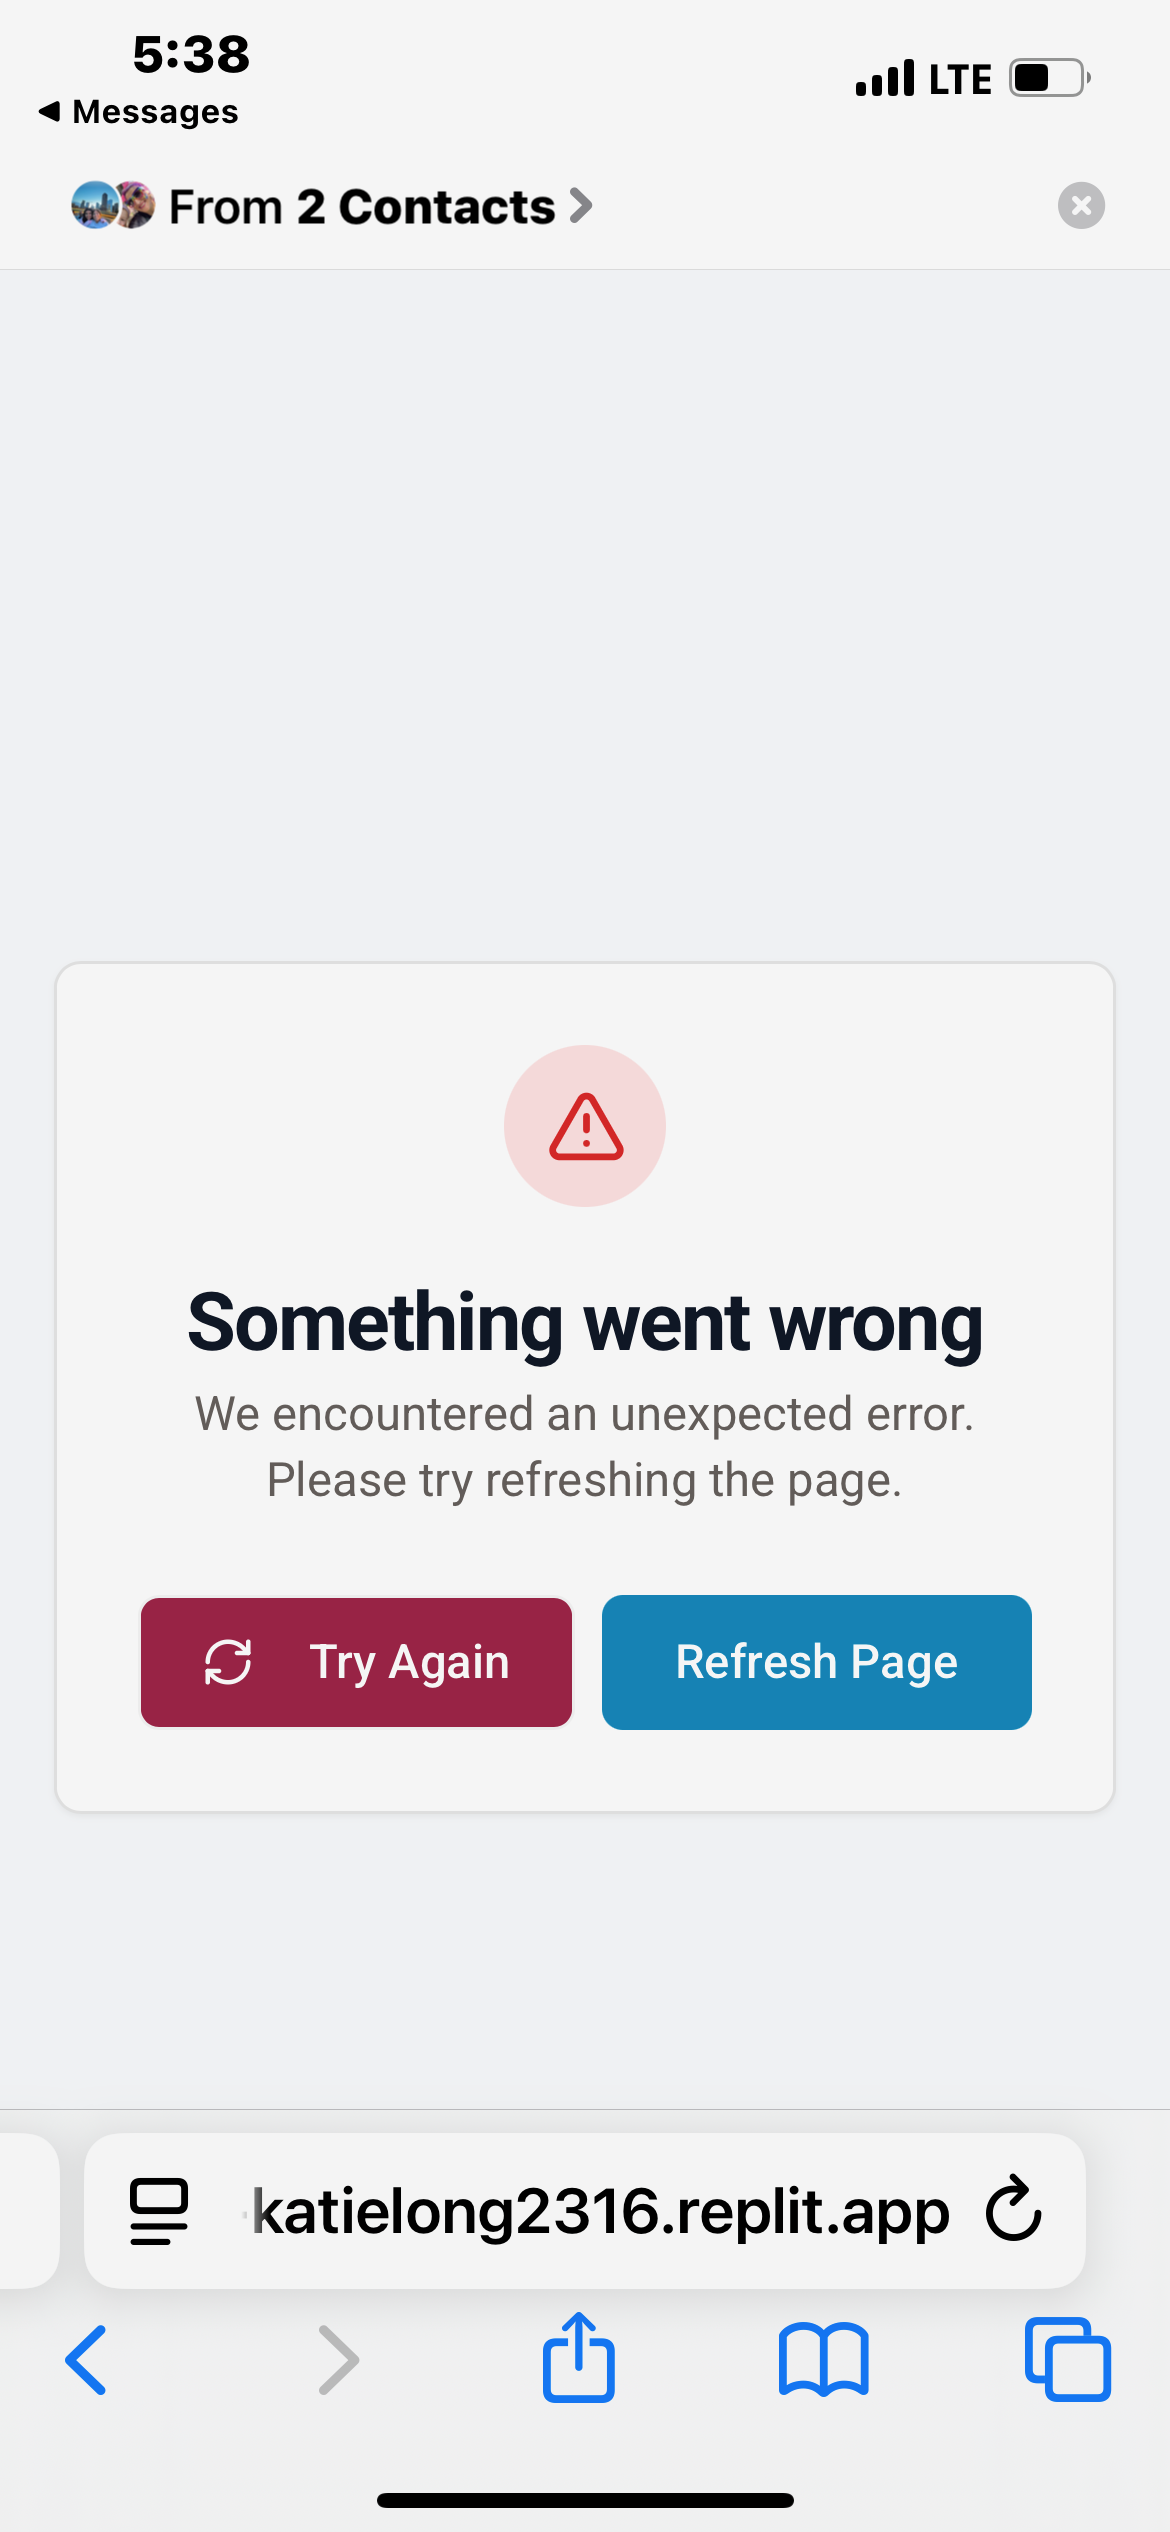 5:38
LTE
Messages
From 2 Contacts
Something went wrong
We encountered an unexpected error.
Please try refreshing the page.
Try Again
Refresh Page
katielong2316.replit.app